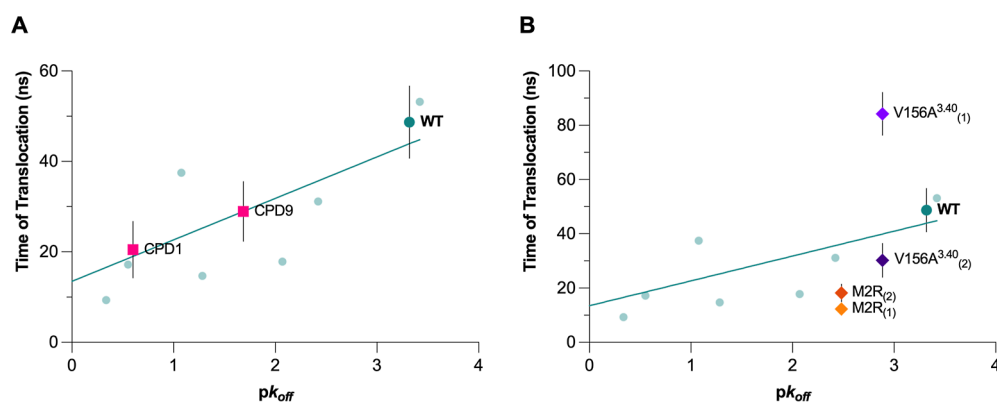 A
Time of Translocation (ns)
60
40
20
0
WT
CPD9
CPD1
0 1 2 3 4
pk_off
B
Time of Translocation (ns)
100
80
60
40
20
0
V156A³·⁴⁰₍₁₎
WT
V156A³·⁴⁰₍₂₎
M2R₍₂₎
M2R₍₁₎
0 1 2 3 4
pk_off